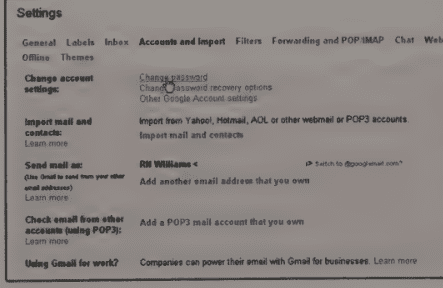 Settings
General Labels Inbox Accounts and Import Filters Forwarding and POP/IMAP Chat Web
Offline Themes
Change account settings: Change password
Change password recovery options
Other Google Account settings
Import mail and contacts: Import from Yahoo!, Hotmail, AOL or other webmail or POP3 accounts.
Learn more Import mail and contacts
Send mail as: Williams < Switch to @googlemail.com?
(Use Gmail to send from your other email addresses) Add another email address that you own
Learn more
Check email from other accounts (using POP3): Add a POP3 mail account that you own
Learn more
Using Gmail for work? Companies can power their email with Gmail for businesses. Learn more